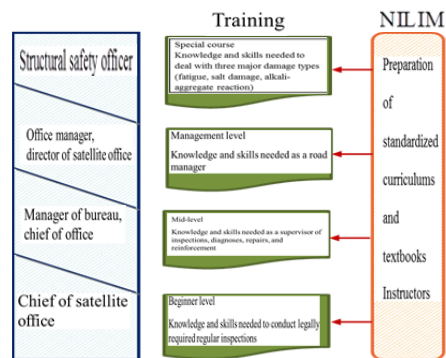 Training
NILIM
Structural safety officer
Office manager,
director of satellite office
Manager of bureau,
chief of office
Chief of satellite
office
Special course
Knowledge and skills needed to
deal with three major damage types
(fatigue, salt damage, alkali-
aggregate reaction)
Management level
Knowledge and skills needed as a road
manager
Mid-level
Knowledge and skills needed as a supervisor of
inspections, diagnoses, repairs, and
reinforcement
Beginner level
Knowledge and skills needed to conduct legally
required regular inspections
Preparation
of
standardized
curriculums
and
textbooks
Instructors